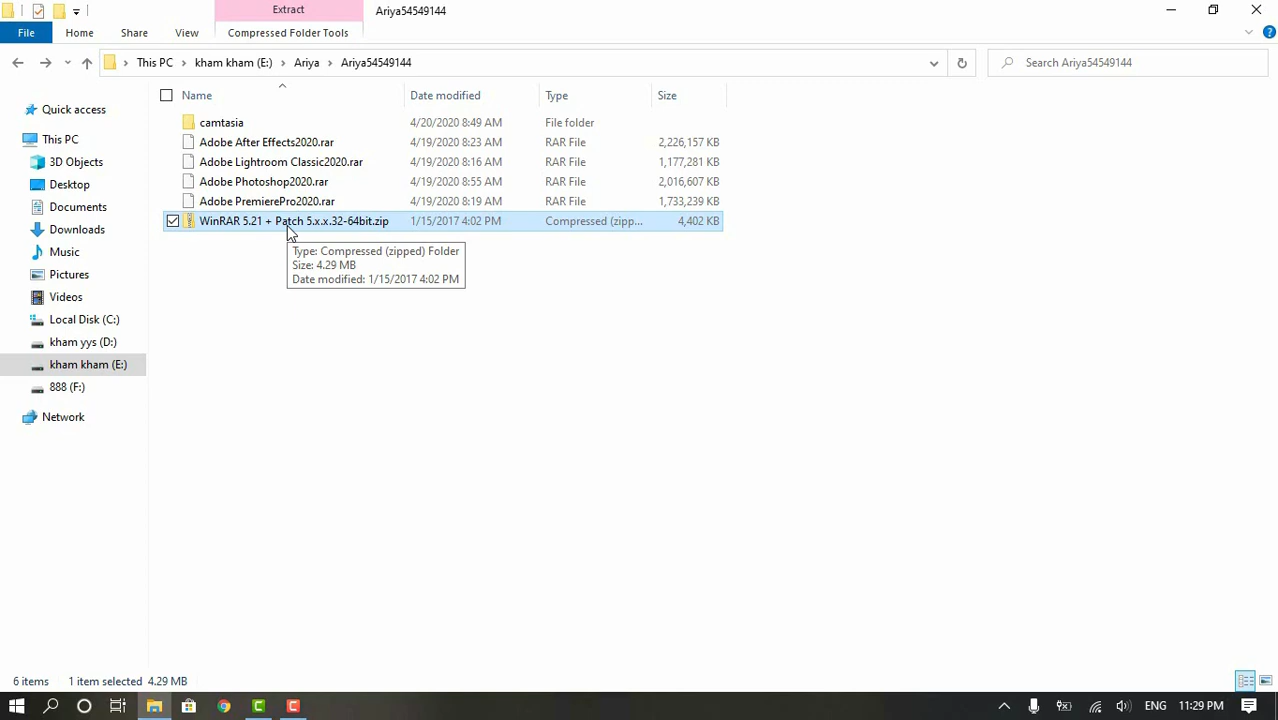 Extract
Ariya54549144
File
Home
Share
View
Compressed Folder Tools
This PC
kham kham (E:)
Ariya
Ariya54549144
Search Ariya54549144
Name
Date modified
Type
Size
camtasia 4/20/2020 8:49 AM File folder
Adobe After Effects2020.rar 4/19/2020 8:23 AM RAR File 2,226,157 KB
Adobe Lightroom Classic2020.rar 4/19/2020 8:16 AM RAR File 1,177,281 KB
Adobe Photoshop2020.rar 4/19/2020 8:55 AM RAR File 2,016,607 KB
Adobe PremierePro2020.rar 4/19/2020 8:19 AM RAR File 1,733,239 KB
WinRAR 5.21 + Patch 5.x.x.32-64bit.zip 1/15/2017 4:02 PM Compressed (zipp... 4,402 KB
Type: Compressed (zipped) Folder
Size: 4.29 MB
Date modified: 1/15/2017 4:02 PM
Quick access
This PC
3D Objects
Desktop
Documents
Downloads
Music
Pictures
Videos
Local Disk (C:)
kham yys (D:)
kham kham (E:)
888 (F:)
Network
6 items
1 item selected 4.29 MB
ENG
11:29 PM